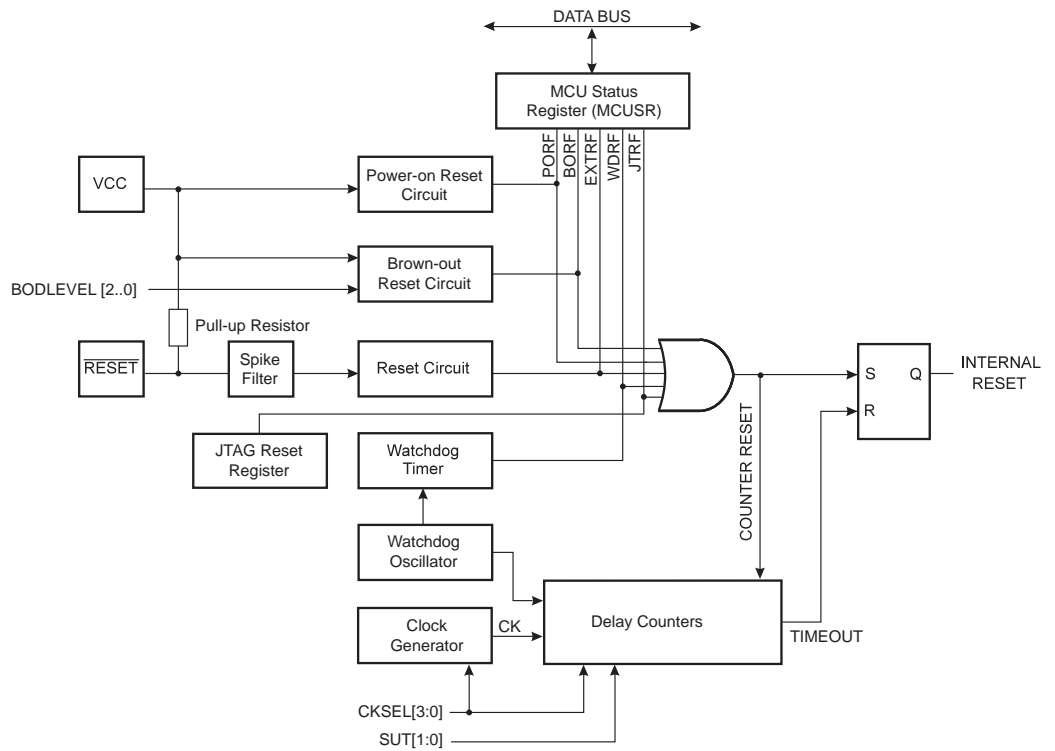 DATA BUS
MCU Status
Register (MCUSR)
PORF
BORF
EXTRF
WDRF
JTRF
VCC
Power-on Reset
Circuit
Brown-out
Reset Circuit
BODLEVEL [2..0]
Pull-up Resistor
RESET
Spike
Filter
Reset Circuit
S
Q
INTERNAL
RESET
R
JTAG Reset
Register
Watchdog
Timer
COUNTER RESET
Watchdog
Oscillator
Clock
Generator
CK
Delay Counters
TIMEOUT
CKSEL[3:0]
SUT[1:0]